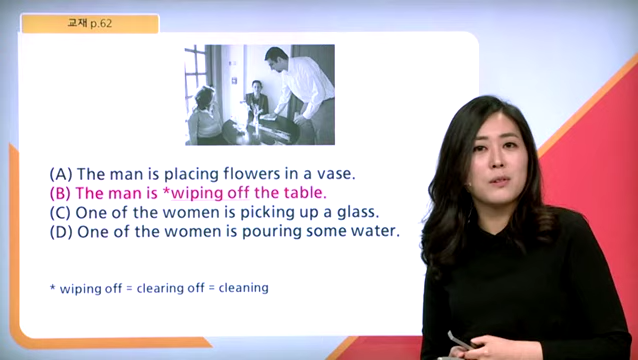 교재 p.62
(A) The man is placing flowers in a vase.
(B) The man is *wiping off the table.
(C) One of the women is picking up a glass.
(D) One of the women is pouring some water.
* wiping off = clearing off = cleaning